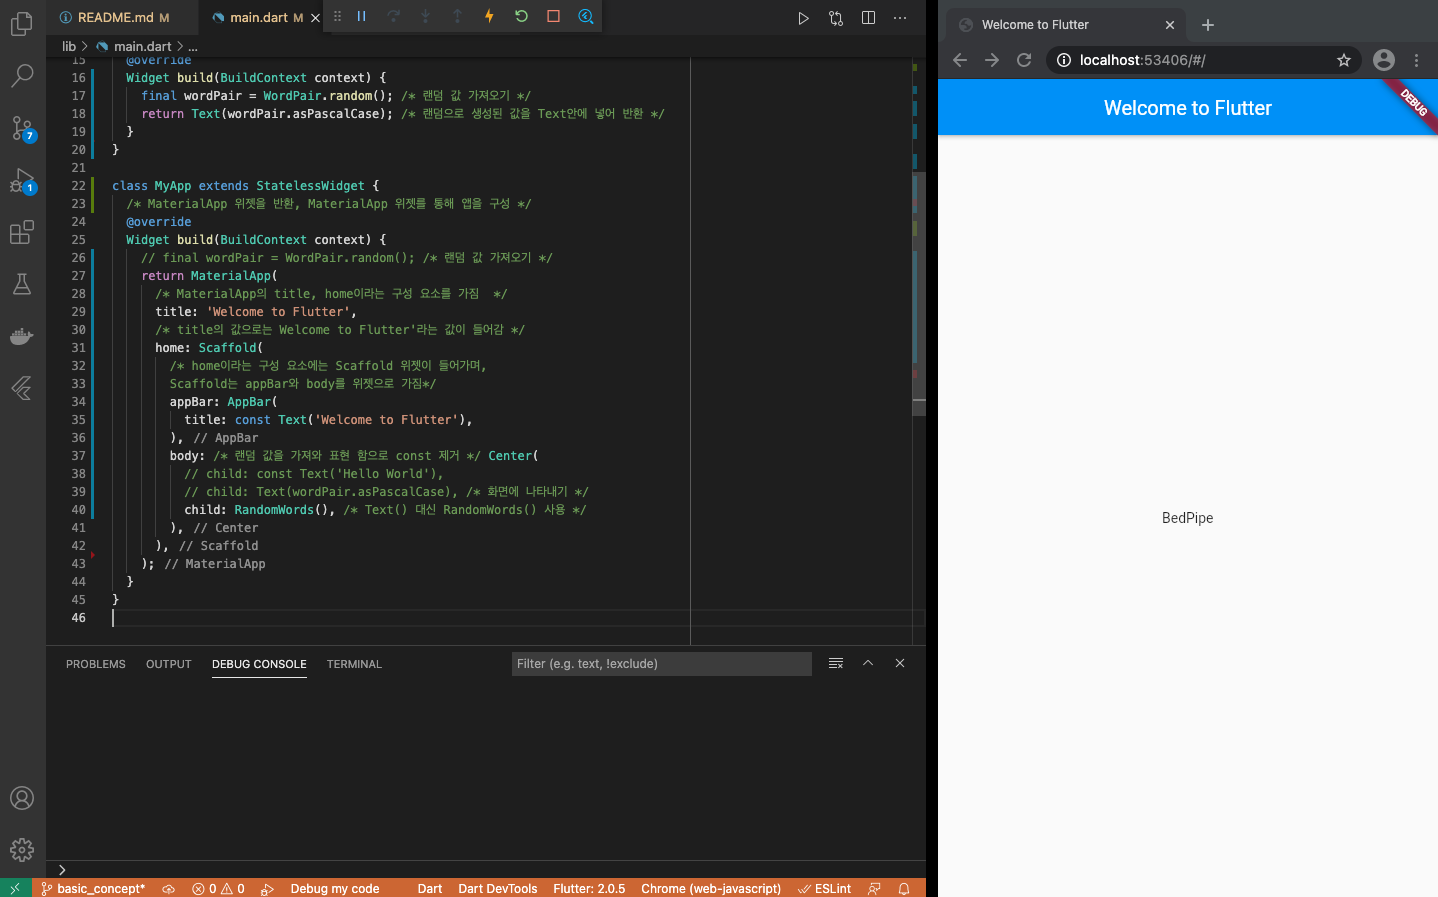 README.md M
main.dart M
lib > main.dart > ...
15 @override
16 Widget build(BuildContext context) {
17 final wordPair = WordPair.random(); /* 랜덤 값 가져오기 */
18 return Text(wordPair.asPascalCase); /* 랜덤으로 생성된 값을 Text안에 넣어 반환 */
19 }
20 }
21
22 class MyApp extends StatelessWidget {
23 /* MaterialApp 위젯을 반환, MaterialApp 위젯를 통해 앱을 구성 */
24 @override
25 Widget build(BuildContext context) {
26 // final wordPair = WordPair.random(); /* 랜덤 값 가져오기 */
27 return MaterialApp(
28 /* MaterialApp의 title, home이라는 구성 요소를 가짐  */
29 title: 'Welcome to Flutter',
30 /* title의 값으로는 Welcome to Flutter'라는 값이 들어감 */
31 home: Scaffold(
32 /* home이라는 구성 요소에는 Scaffold 위젯이 들어가며,
33 Scaffold는 appBar와 body를 위젯으로 가짐*/
34 appBar: AppBar(
35 title: const Text('Welcome to Flutter'),
36 ), // AppBar
37 body: /* 랜덤 값을 가져와 표현 함으로 const 제거 */ Center(
38 // child: const Text('Hello World'),
39 // child: Text(wordPair.asPascalCase), /* 화면에 나타내기 */
40 child: RandomWords(), /* Text() 대신 RandomWords() 사용 */
41 ), // Center
42 ), // Scaffold
43 ); // MaterialApp
44 }
45 }
46
7
1
PROBLEMS OUTPUT DEBUG CONSOLE TERMINAL Filter (e.g. text, !exclude)
basic_concept* 0 0 Debug my code Dart Dart DevTools Flutter: 2.0.5 Chrome (web-javascript) ESLint
Welcome to Flutter
localhost:53406/#/
Welcome to Flutter
DEBUG
BedPipe